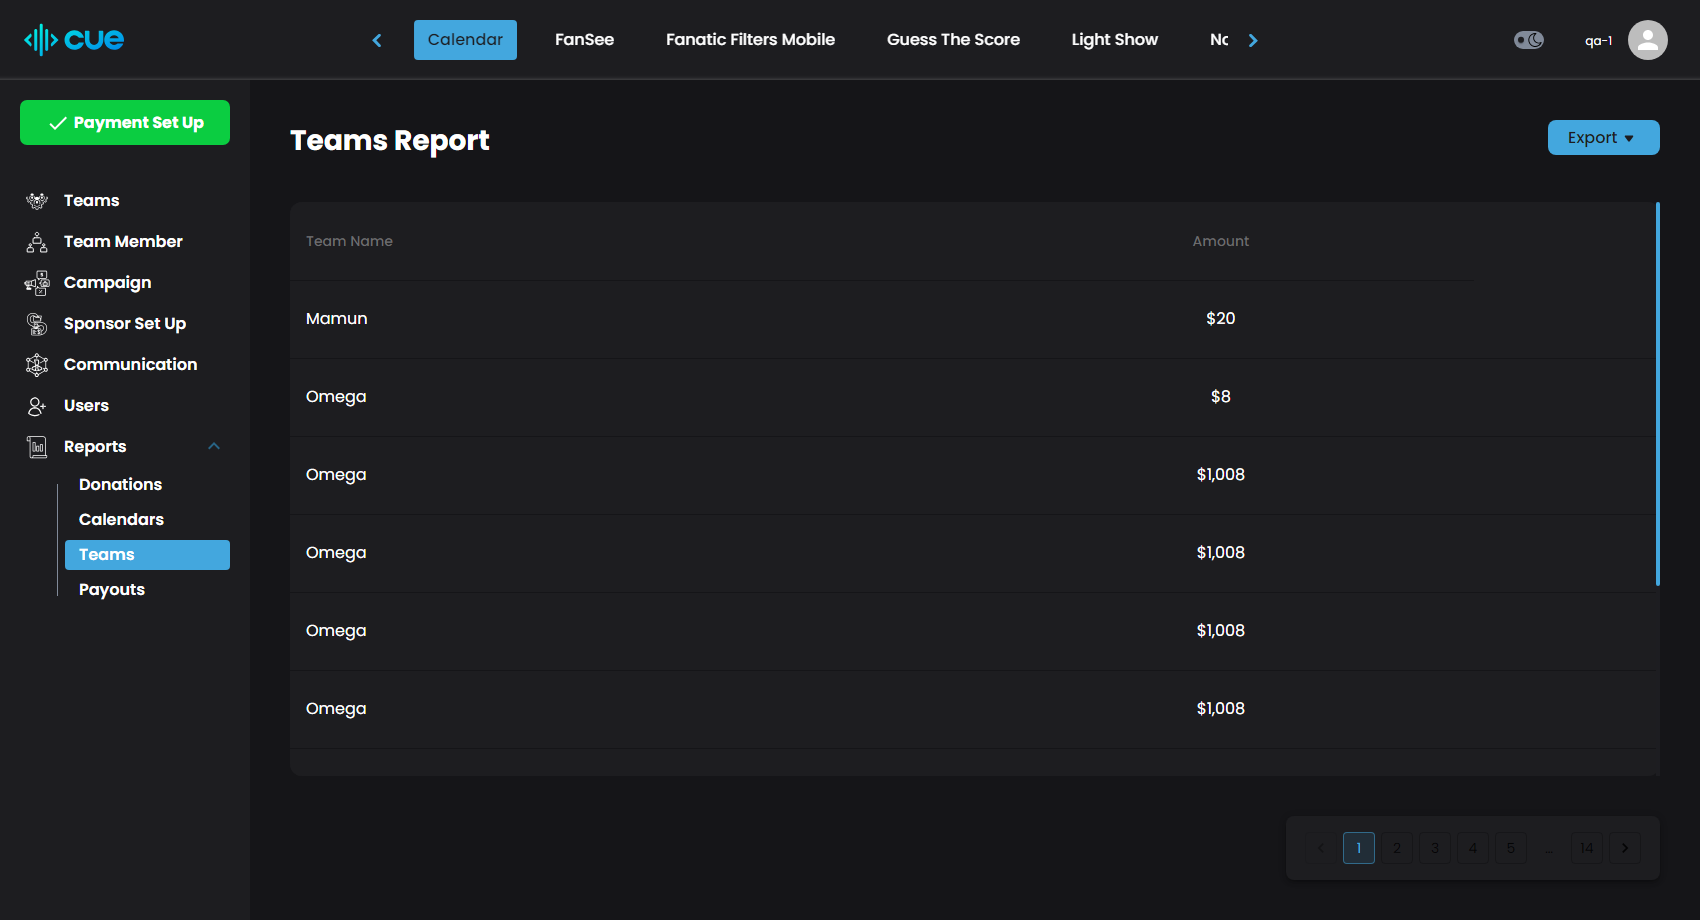 cue
Calendar
FanSee
Fanatic Filters Mobile
Guess The Score
Light Show
qa-1
Payment Set Up
Teams
Team Member
Campaign
Sponsor Set Up
Communication
Users
Reports
Donations
Calendars
Teams
Payouts
Teams Report
Export
Team Name Amount
Mamun $20
Omega $8
Omega $1,008
Omega $1,008
Omega $1,008
Omega $1,008
1 2 3 4 5 ... 14